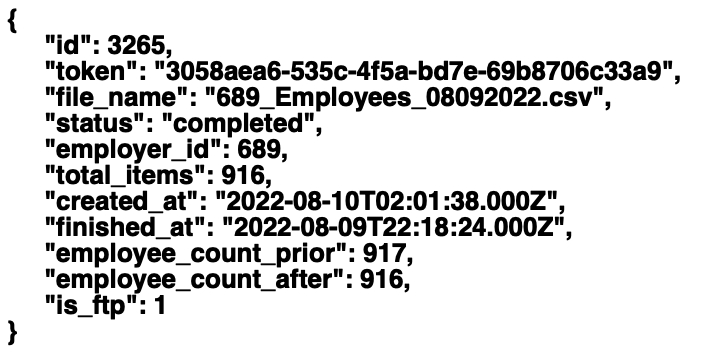 {
"id": 3265,
"token": "3058aea6-535c-4f5a-bd7e-69b8706c33a9",
"file_name": "689_Employees_08092022.csv",
"status": "completed",
"employer_id": 689,
"total_items": 916,
"created_at": "2022-08-10T02:01:38.000Z",
"finished_at": "2022-08-09T22:18:24.000Z",
"employee_count_prior": 917,
"employee_count_after": 916,
"is_ftp": 1
}